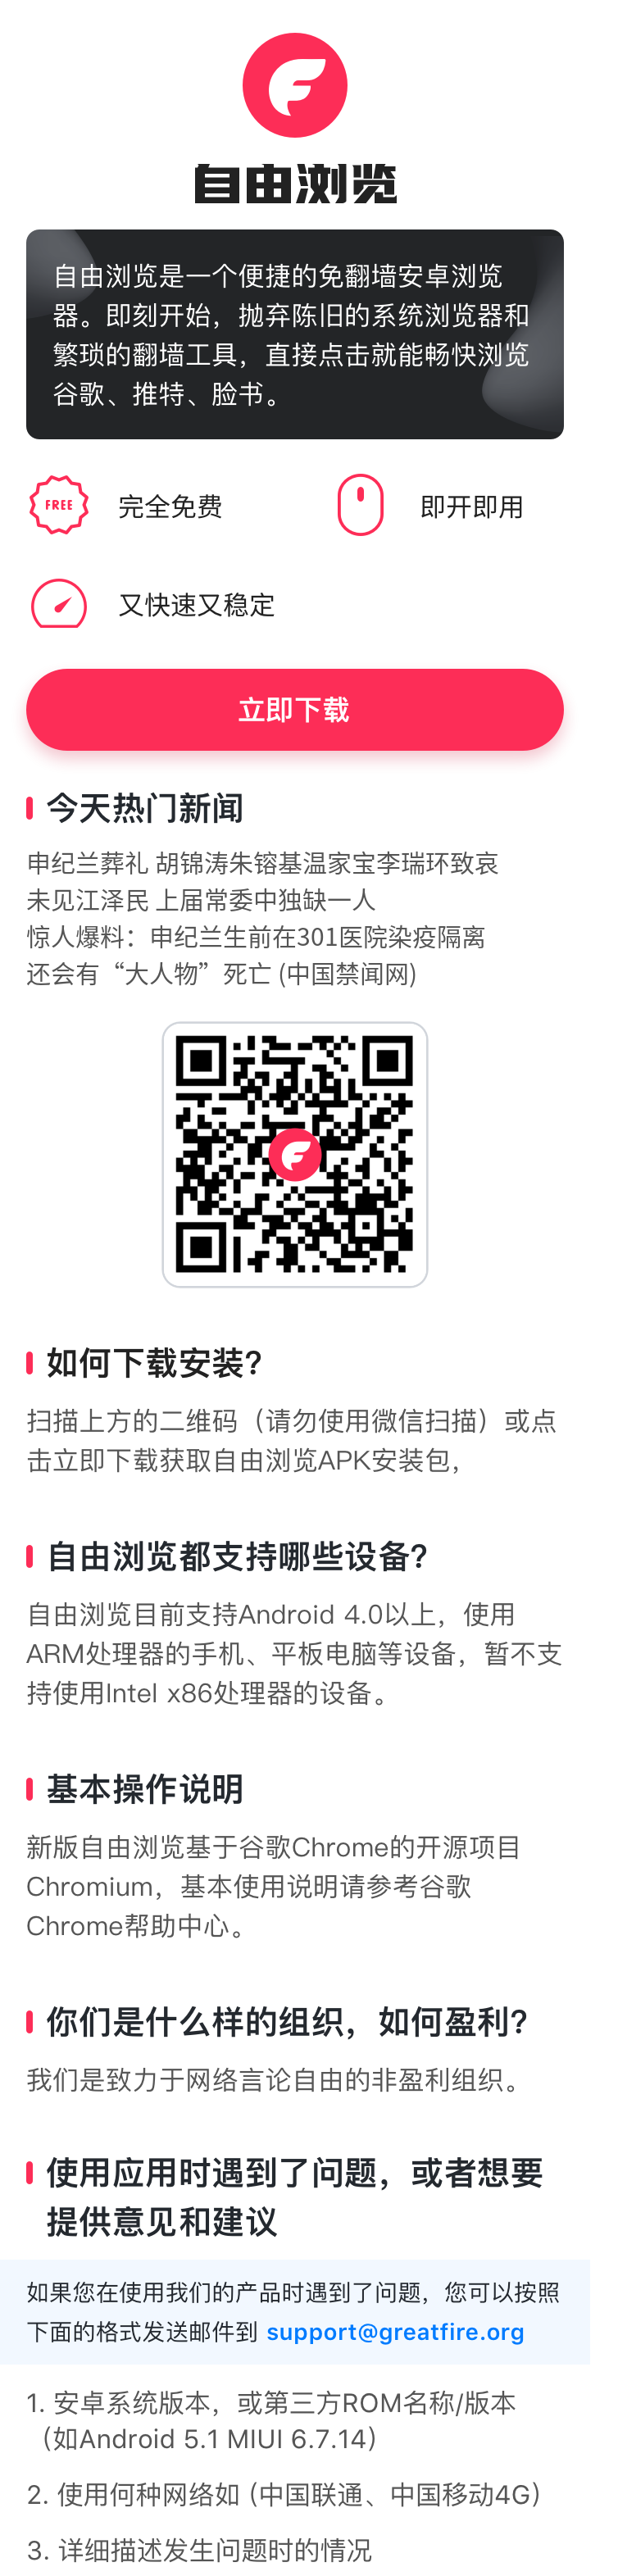 自由浏览
自由浏览是一个便捷的免翻墙安卓浏览
器。即刻开始，抛弃陈旧的系统浏览器和
繁琐的翻墙工具，直接点击就能畅快浏览
谷歌、推特、脸书。
FREE 完全免费
即开即用
又快速又稳定
立即下载
今天热门新闻
申纪兰葬礼 胡锦涛朱镕基温家宝李瑞环致哀
未见江泽民 上届常委中独缺一人
惊人爆料：申纪兰生前在301医院染疫隔离
还会有“大人物”死亡 (中国禁闻网)
如何下载安装?
扫描上方的二维码（请勿使用微信扫描）或点
击立即下载获取自由浏览APK安装包，
自由浏览都支持哪些设备?
自由浏览目前支持Android 4.0以上，使用
ARM处理器的手机、平板电脑等设备，暂不支
持使用Intel x86处理器的设备。
基本操作说明
新版自由浏览基于谷歌Chrome的开源项目
Chromium，基本使用说明请参考谷歌
Chrome帮助中心。
你们是什么样的组织，如何盈利?
我们是致力于网络言论自由的非盈利组织。
使用应用时遇到了问题，或者想要
提供意见和建议
如果您在使用我们的产品时遇到了问题，您可以按照
下面的格式发送邮件到 support@greatfire.org
1. 安卓系统版本，或第三方ROM名称/版本
（如Android 5.1 MIUI 6.7.14）
2. 使用何种网络如 (中国联通、中国移动4G）
3. 详细描述发生问题时的情况